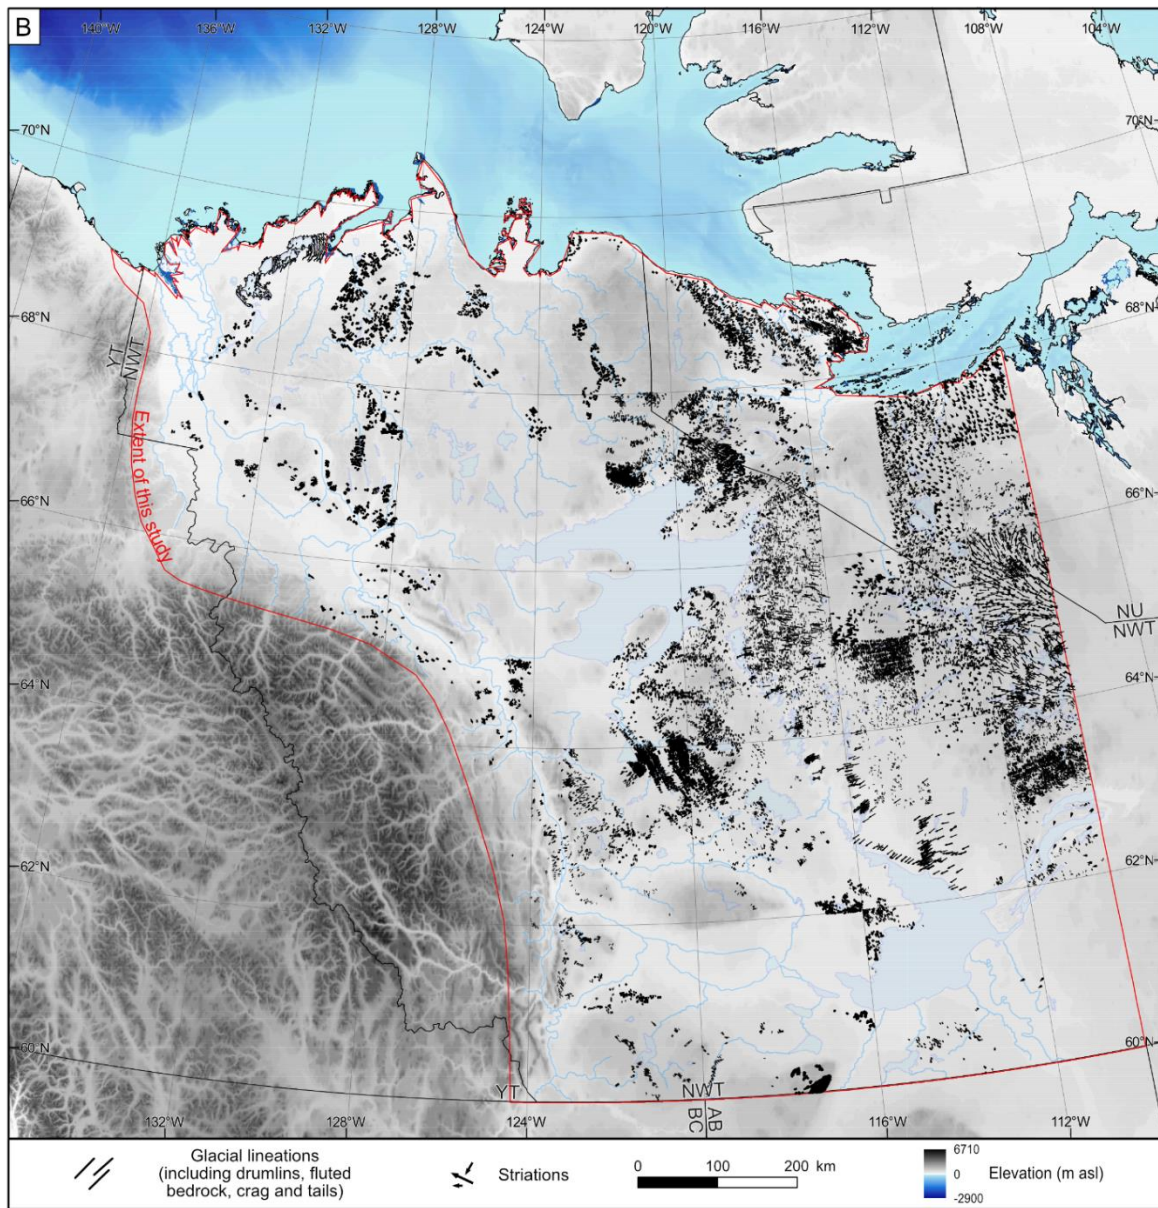 B
140°W 136°W 132°W 128°W 124°W 120°W 116°W 112°W 108°W 104°W
70°N
70°N
68°N
68°N
YT
NWT
66°N
66°N
Extent of this study
NU
NWT
64°N
64°N
62°N
62°N
60°N
60°N
YT
NWT
BC
AB
132°W 128°W 124°W 120°W 116°W 112°W
Glacial lineations
(including drumlins, fluted
bedrock, crag and tails)
Striations
0 100 200 km
6710
0
-2900
Elevation (m asl)